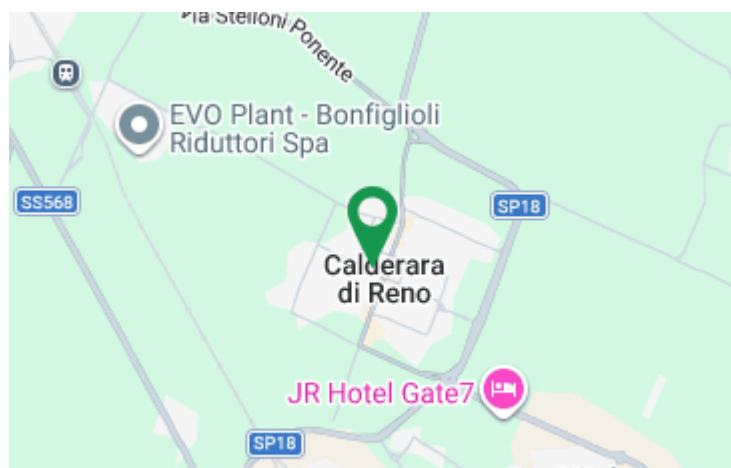 Via Stelloni Ponente
EVO Plant - Bonfiglioli
Riduttori Spa
SS568
SP18
Calderara
di Reno
JR Hotel Gate7
SP18